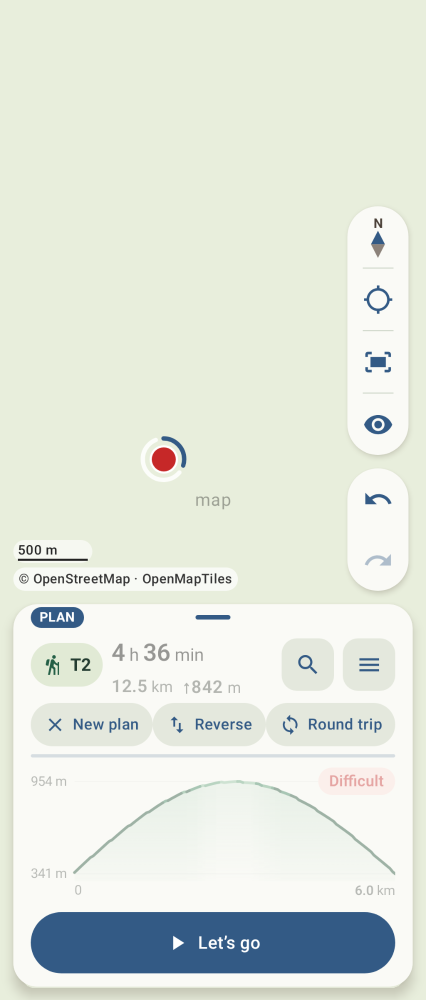 N
map
500 m
© OpenStreetMap · OpenMapTiles
PLAN
T2
4 h 36 min
12.5 km ↑842 m
New plan
Reverse
Round trip
954 m
Difficult
341 m
0
6.0 km
Let's go